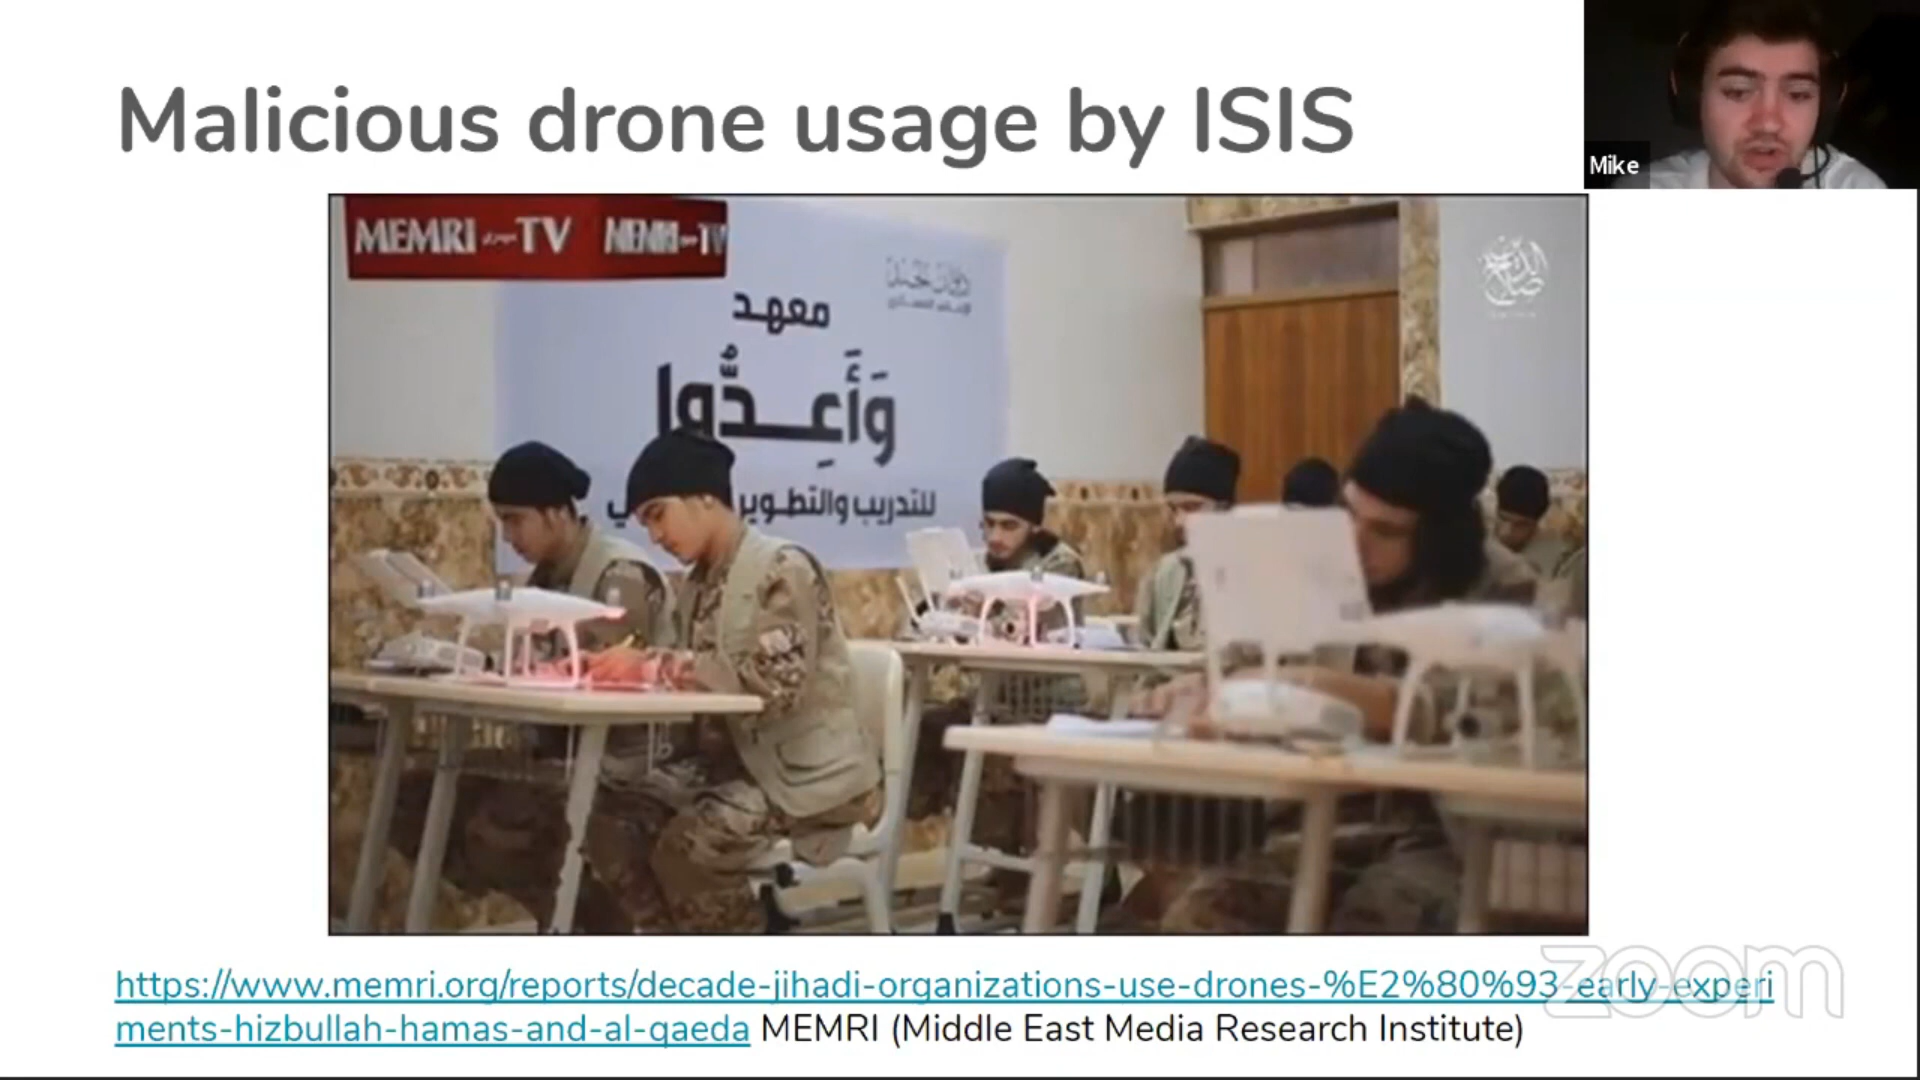 Malicious drone usage by ISIS
Mike
MEMRI TV MEMRI TV
معهد
وَأَعِدُّوا
للتدريب والتطوير
https://www.memri.org/reports/decade-jihadi-organizations-use-drones-%E2%80%93-early-experi
ments-hizbullah-hamas-and-al-qaeda MEMRI (Middle East Media Research Institute)
zoom